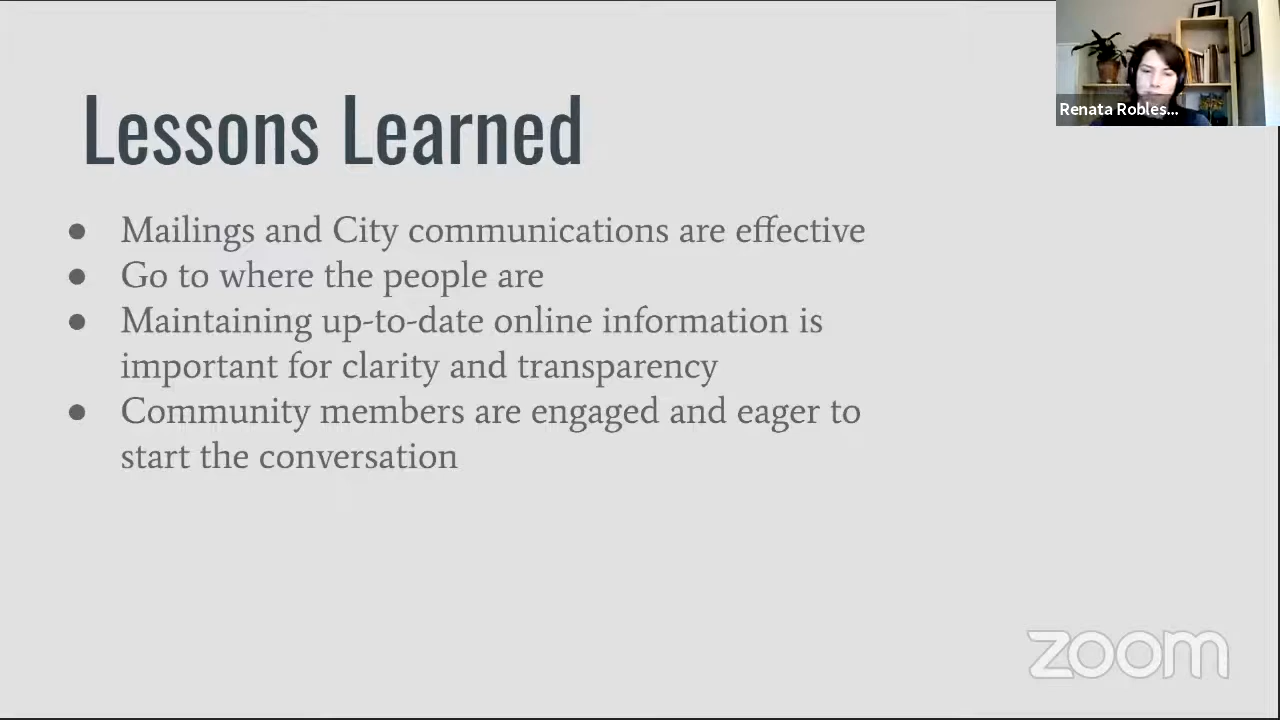 Lessons Learned
Renata Robles...
● Mailings and City communications are effective
● Go to where the people are
● Maintaining up-to-date online information is
important for clarity and transparency
● Community members are engaged and eager to
start the conversation
zoom